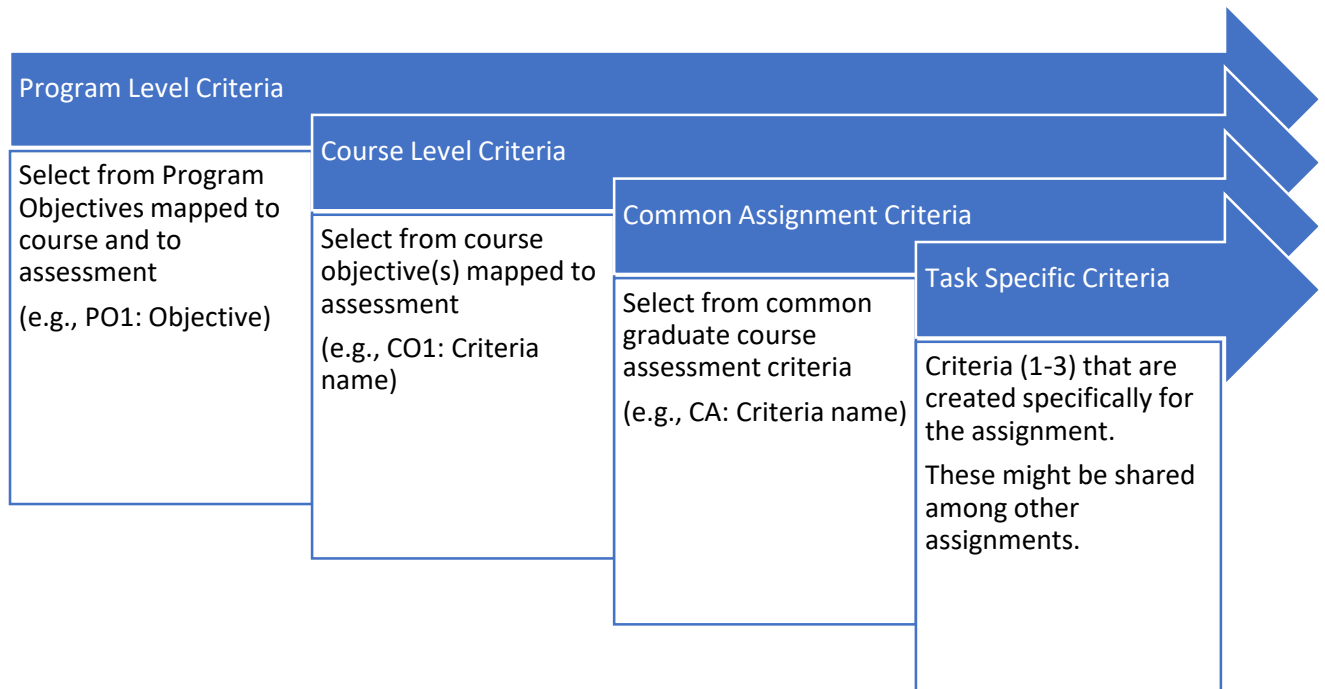 Program Level Criteria
Select from Program
Objectives mapped to
course and to
assessment
(e.g., PO1: Objective)
Course Level Criteria
Select from course
objective(s) mapped to
assessment
(e.g., CO1: Criteria
name)
Common Assignment Criteria
Select from common
graduate course
assessment criteria
(e.g., CA: Criteria name)
Task Specific Criteria
Criteria (1-3) that are
created specifically for
the assignment.
These might be shared
among other
assignments.